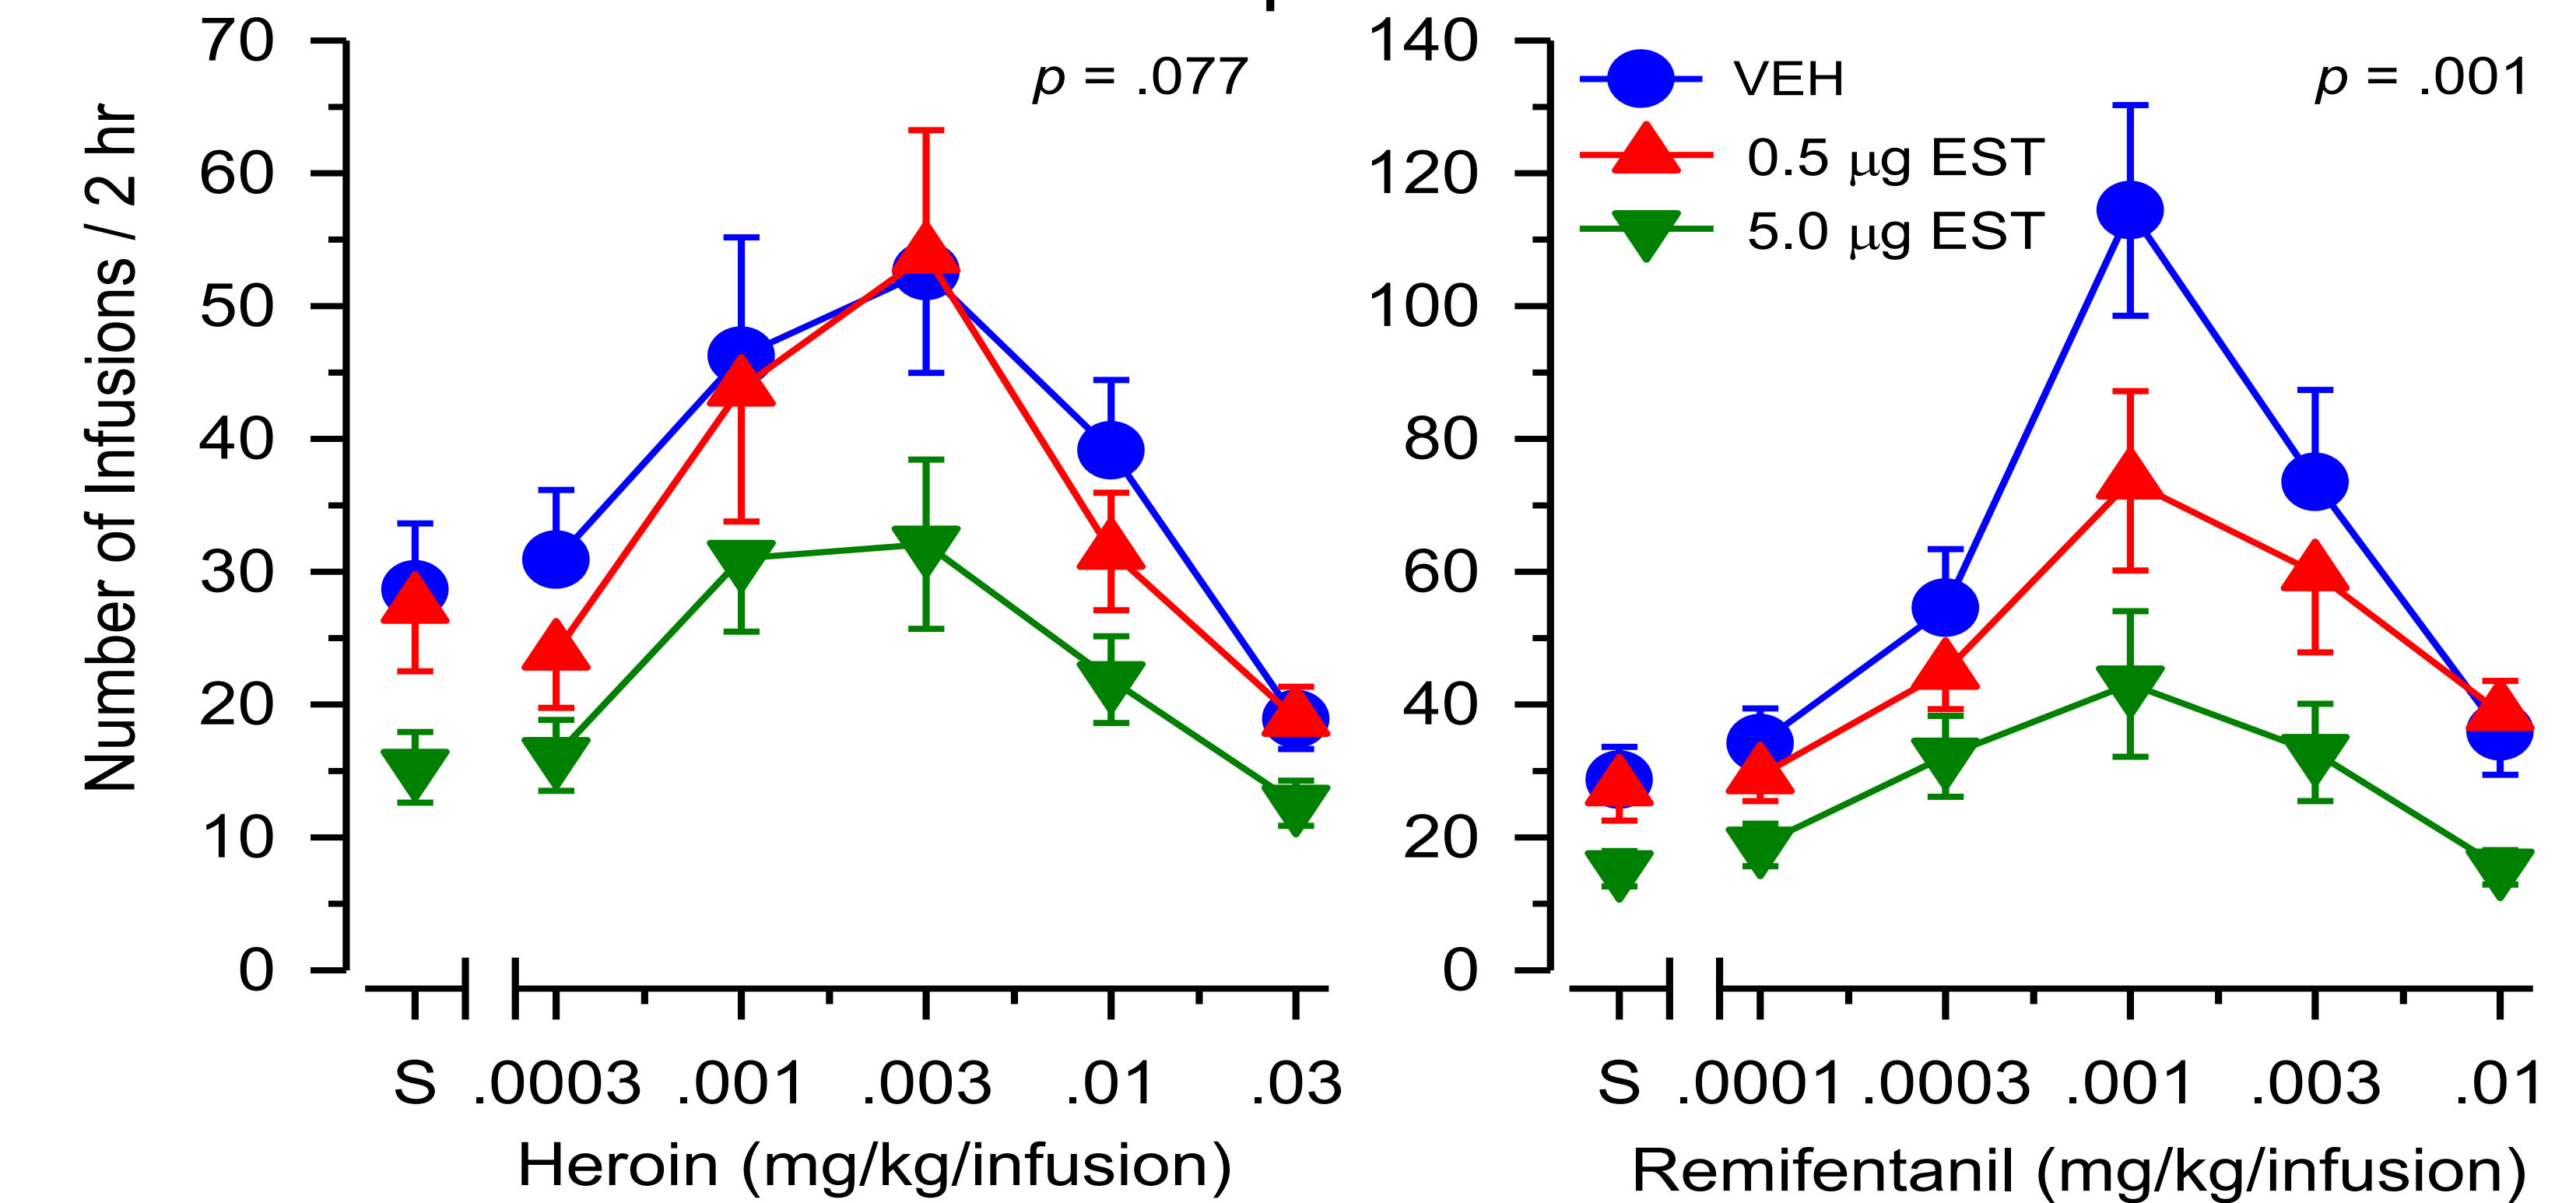 70
60
50
40
30
20
10
0
Number of Infusions / 2 hr
p = .077
S .0003 .001 .003 .01 .03
Heroin (mg/kg/infusion)
140
120
100
80
60
40
20
0
VEH
0.5 μg EST
5.0 μg EST
p = .001
S .0001 .0003 .001 .003 .01
Remifentanil (mg/kg/infusion)